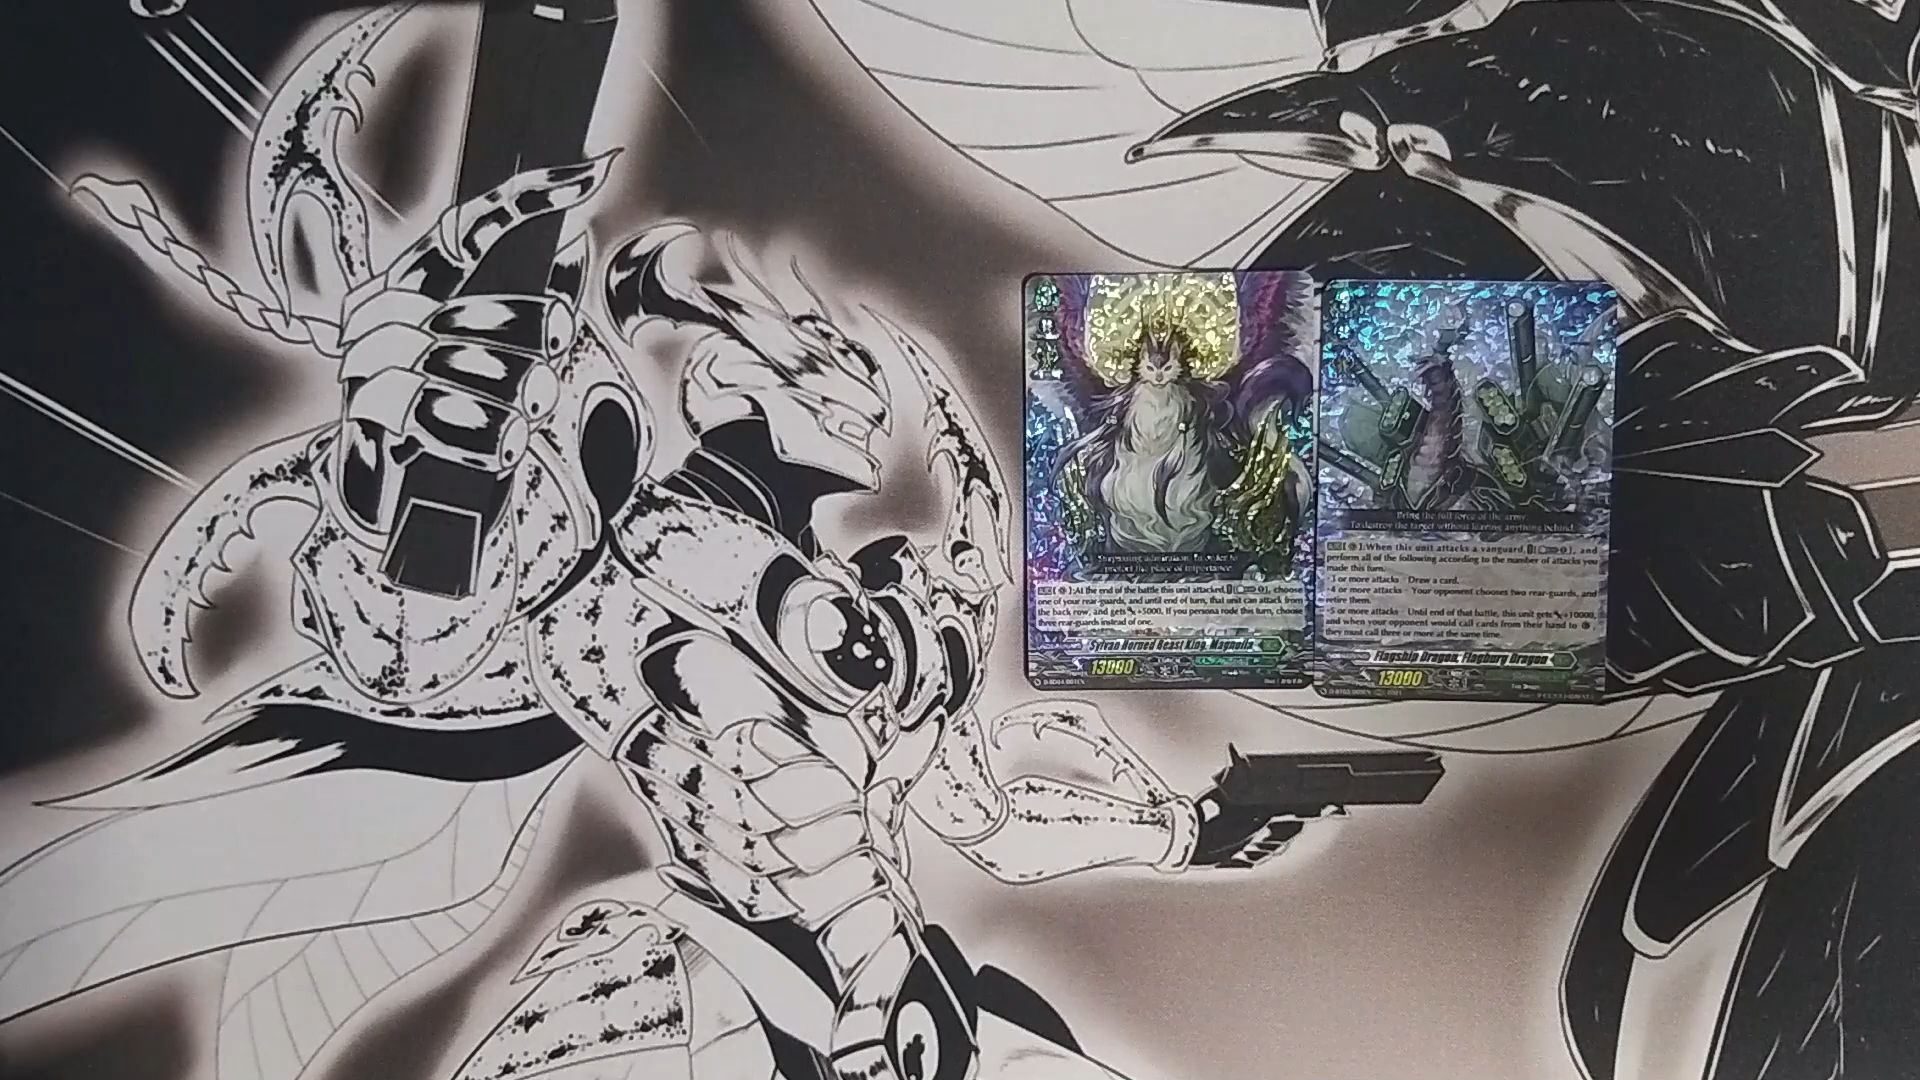 Surpassing admiration, in order to
protect the place of importance.
AUTO[ ]:At the end of the battle this unit attacked, [ ], choose
one of your rear-guards, and until end of turn, that unit can attack from
the back row, and gets +5000. If you persona rode this turn, choose
three rear-guards instead of one.
Sylvan Horned Beast King, Magnolia
13000
Bring the full force of the army.
To destroy the target without leaving anything behind.
AUTO[ ]:When this unit attacks a vanguard, [ ], and
perform all of the following according to the number of attacks you
made this turn.
·3 or more attacks - Draw a card.
·4 or more attacks - Your opponent chooses two rear-guards, and
retire them.
·5 or more attacks - Until end of that battle, this unit gets +10000,
and when your opponent would call cards from their hand to
they must call three or more at the same time.
Flagship Dragon, Flagburg Dragon
13000